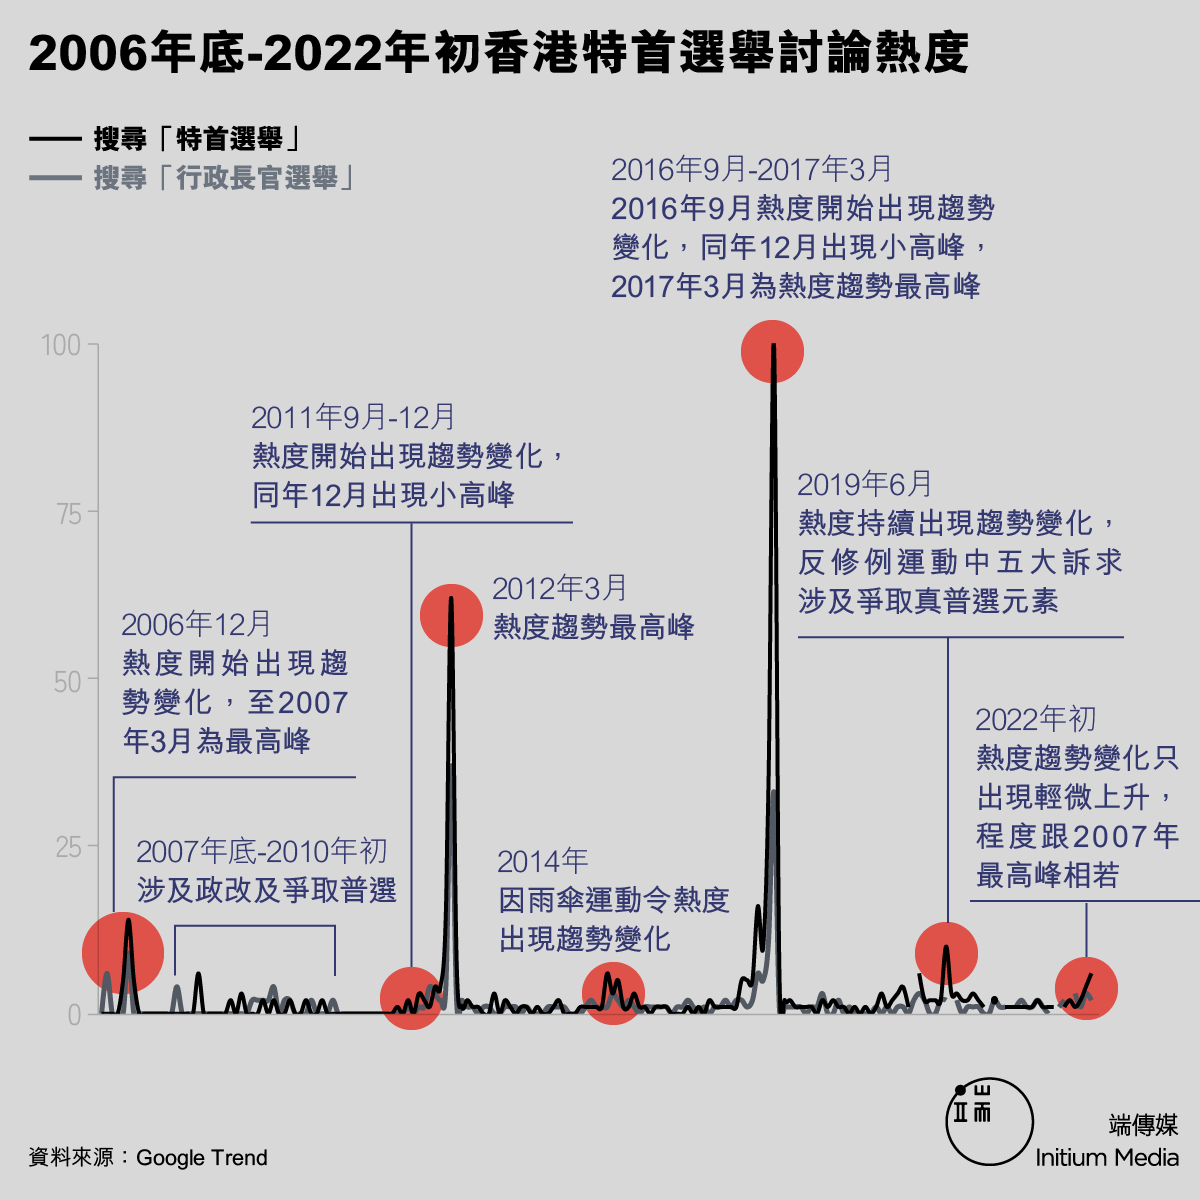 2006年底-2022年初香港特首選舉討論熱度
搜尋「特首選舉」
搜尋「行政長官選舉」
2016年9月-2017年3月
2016年9月熱度開始出現趨勢
變化，同年12月出現小高峰，
2017年3月為熱度趨勢最高峰
100
75
50
25
0
2011年9月-12月
熱度開始出現趨勢變化，
同年12月出現小高峰
2019年6月
熱度持續出現趨勢變化，
反修例運動中五大訴求
涉及爭取真普選元素
2012年3月
熱度趨勢最高峰
2006年12月
熱度開始出現趨
勢變化，至2007
年3月為最高峰
2022年初
熱度趨勢變化只
出現輕微上升，
程度跟2007年
最高峰相若
2007年底-2010年初
涉及政改及爭取普選
2014年
因雨傘運動令熱度
出現趨勢變化
端
端傳媒
Initium Media
資料來源：Google Trend